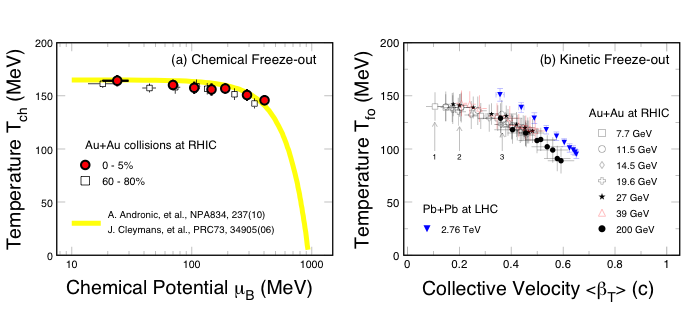 200
150
100
50
0
Temperature T_ch (MeV)
(a) Chemical Freeze-out
Au+Au collisions at RHIC
0 - 5%
60 - 80%
A. Andronic, et al., NPA834, 237(10)
J. Cleymans, et al., PRC73, 34905(06)
10
100
1000
Chemical Potential μ_B (MeV)
200
150
100
50
0
Temperature T_fo (MeV)
(b) Kinetic Freeze-out
Au+Au at RHIC
7.7 GeV
11.5 GeV
14.5 GeV
19.6 GeV
27 GeV
39 GeV
200 GeV
1
2
3
Pb+Pb at LHC
2.76 TeV
0
0.2
0.4
0.6
0.8
1
Collective Velocity <β_T> (c)